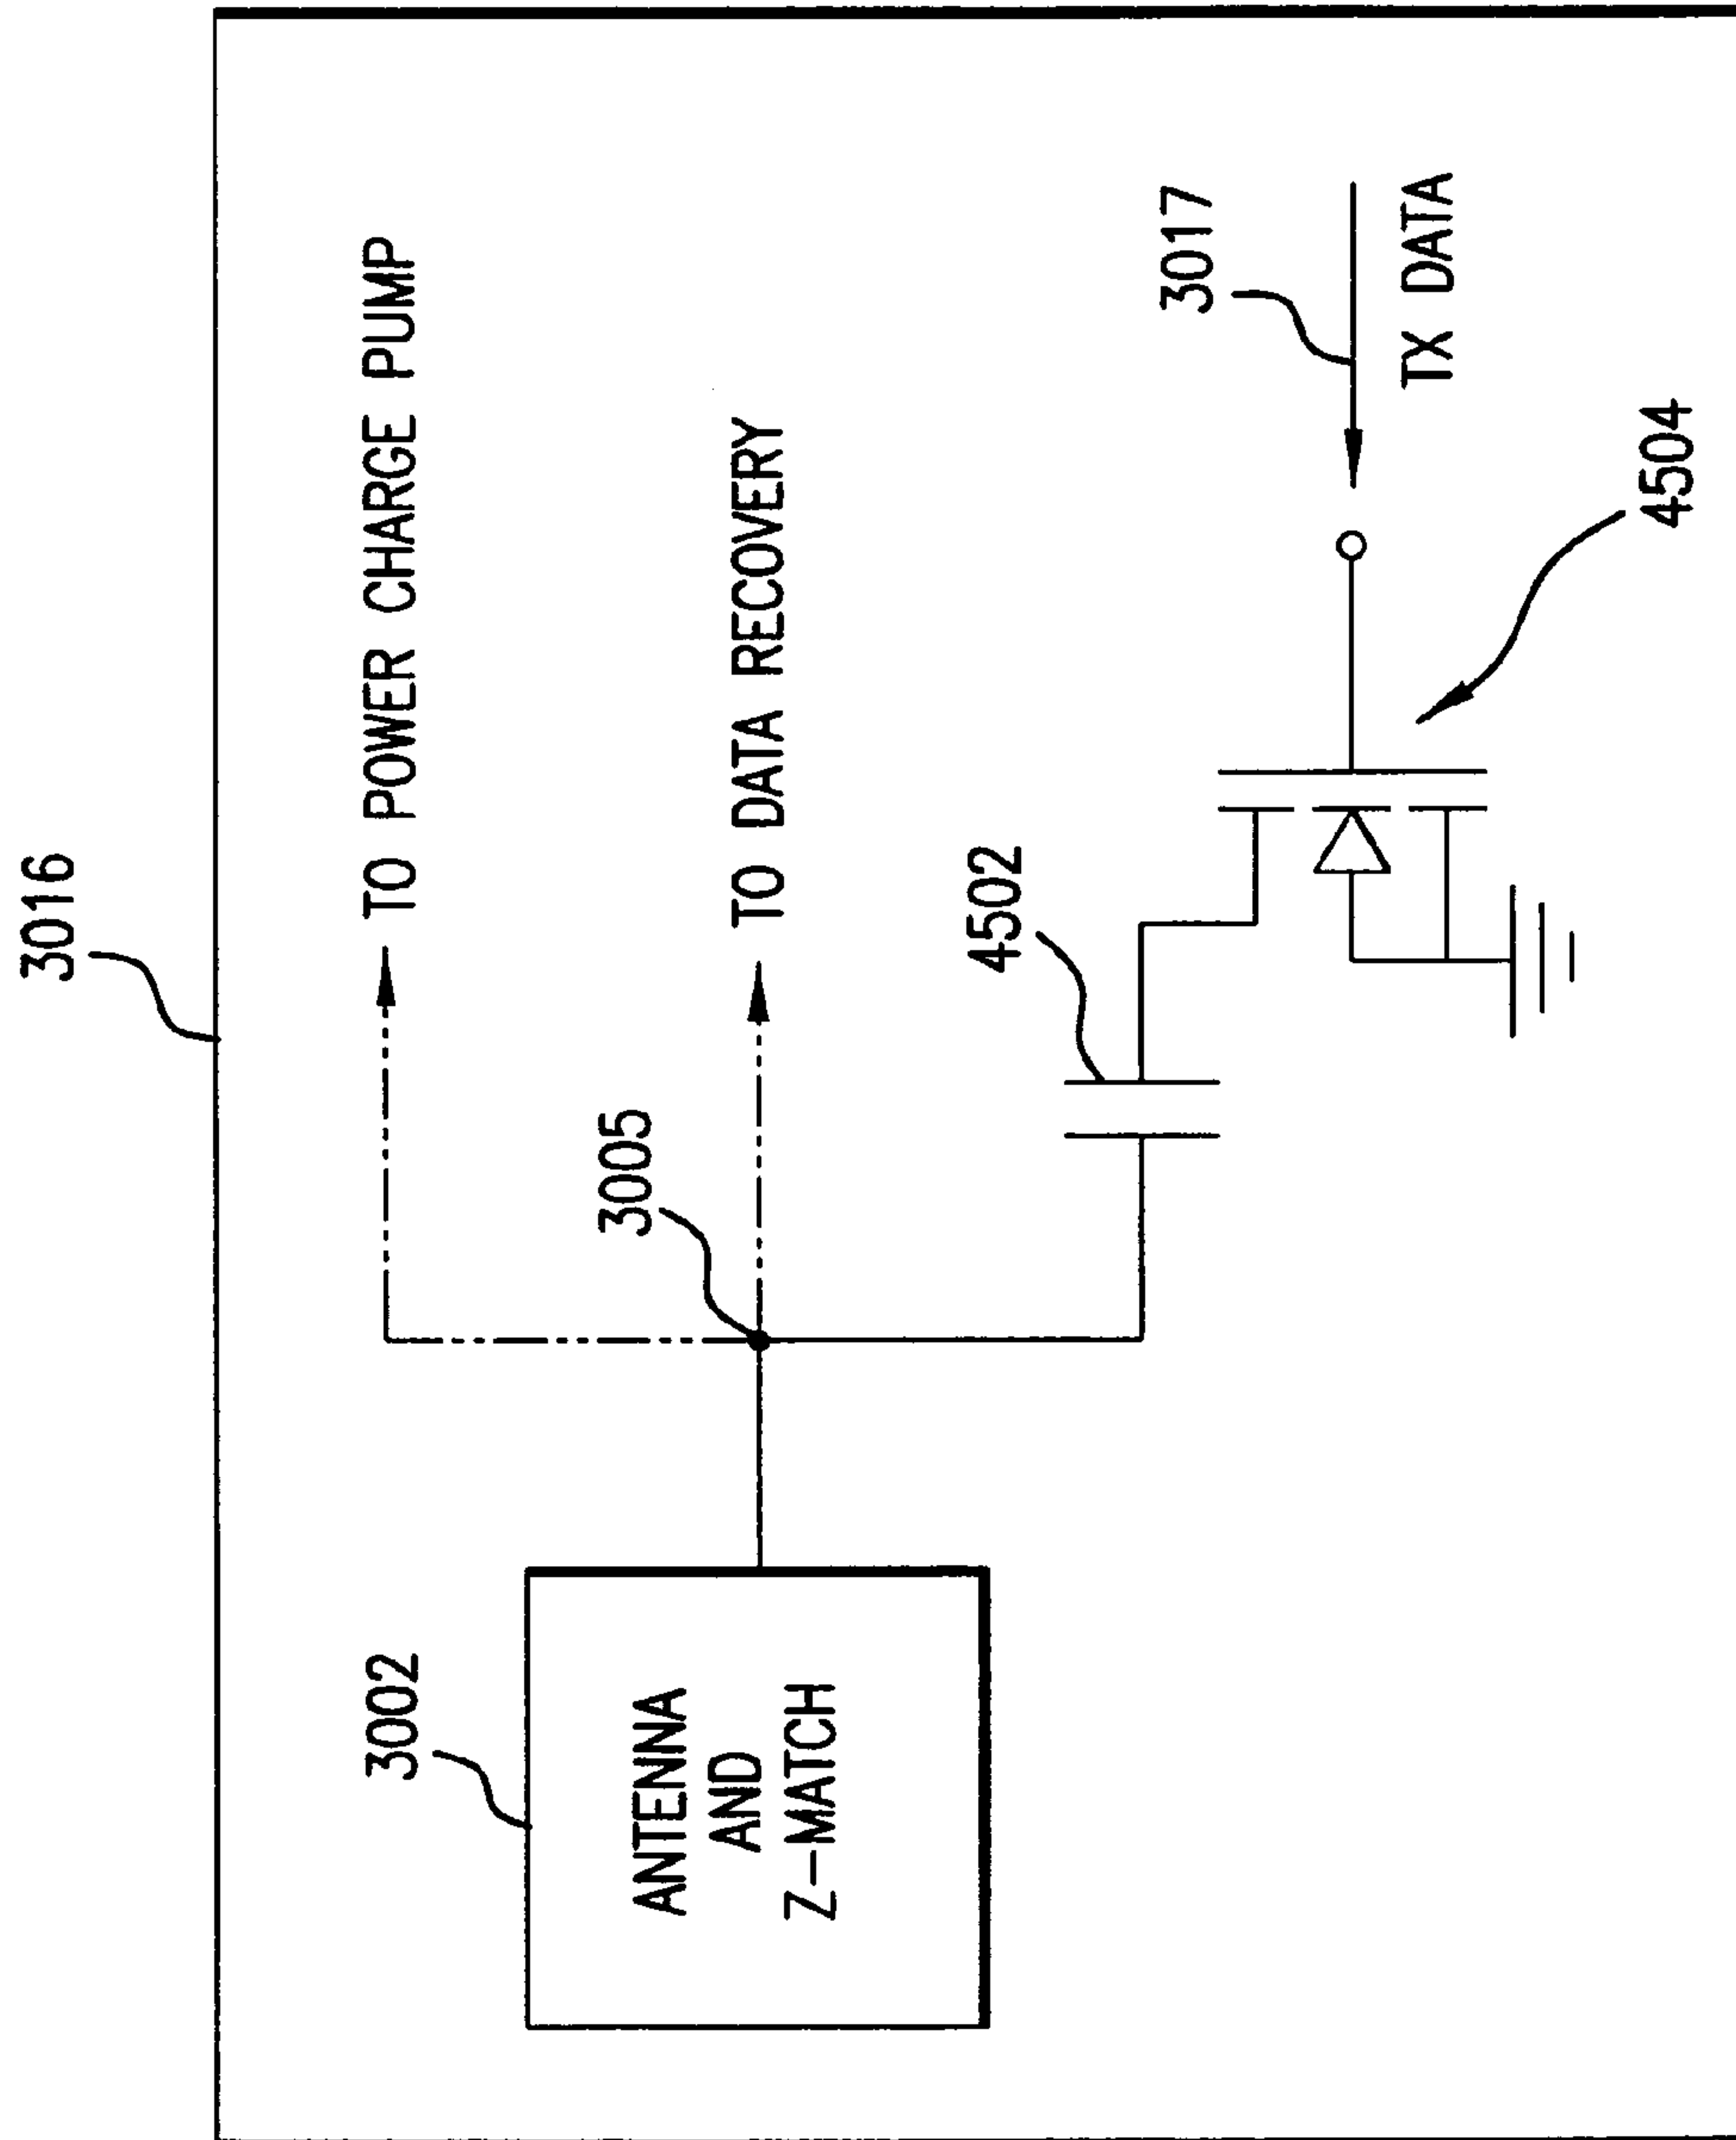 3016
TO POWER CHARGE PUMP
3005
TO DATA RECOVERY
3002
ANTENNA
AND
Z-MATCH
4502
3017
TX DATA
4504